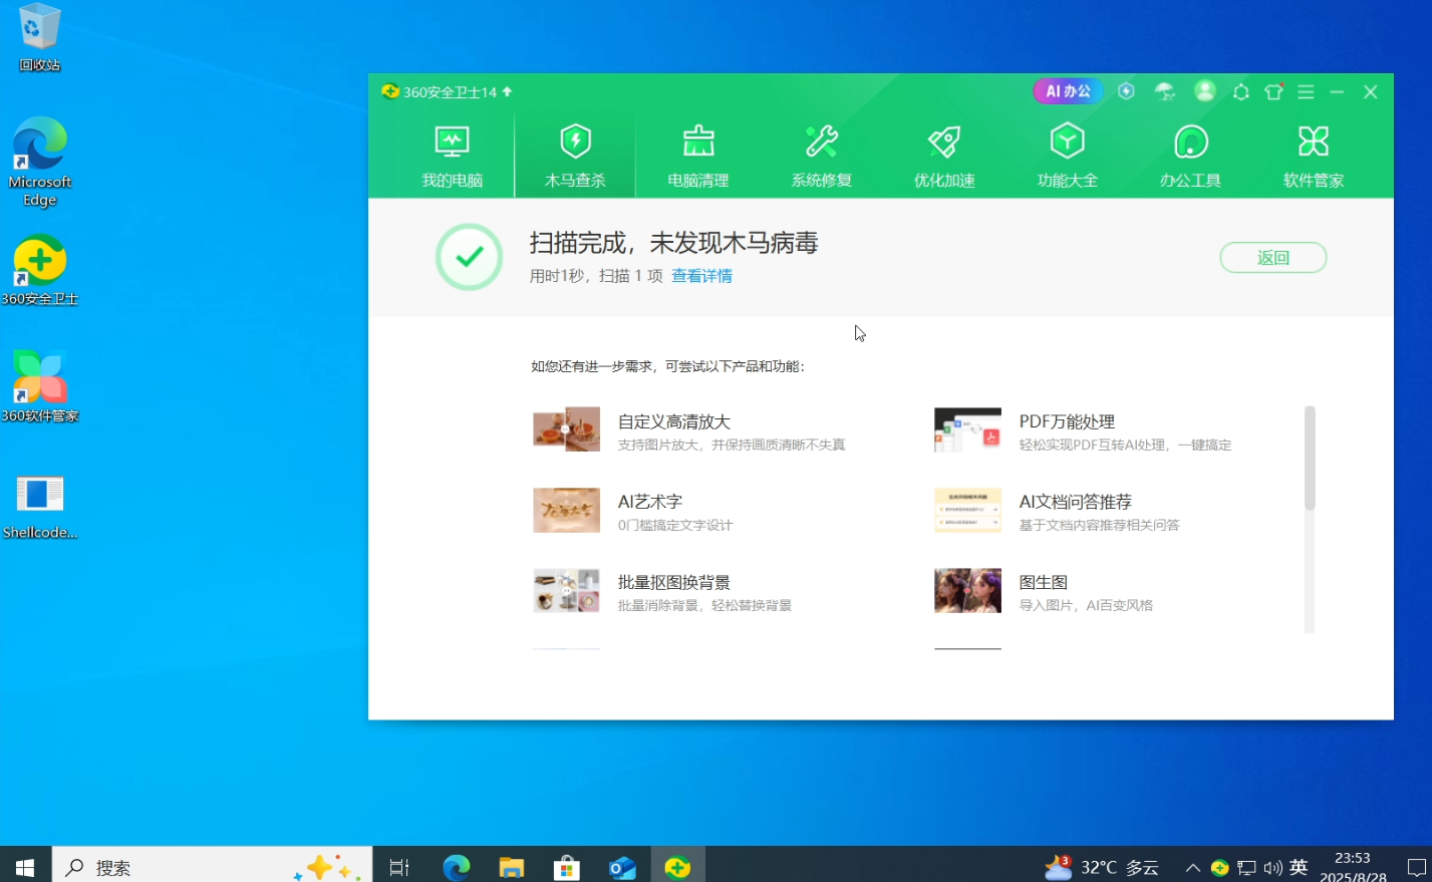 回收站
Microsoft
Edge
360安全卫士
360软件管家
Shellcode...
360安全卫士14
AI 办公
我的电脑
木马查杀
电脑清理
系统修复
优化加速
功能大全
办公工具
软件管家
扫描完成，未发现木马病毒
用时1秒，扫描 1 项 查看详情
返回
如您还有进一步需求，可尝试以下产品和功能：
自定义高清放大
支持图片放大，并保持画质清晰不失真
PDF万能处理
轻松实现PDF互转AI处理，一键搞定
AI艺术字
0门槛搞定文字设计
AI文档问答推荐
基于文档内容推荐相关问答
批量抠图换背景
批量消除背景，轻松替换背景
图生图
导入图片，AI百变风格
搜索
3
32°C 多云
英
23:53
2025/8/28